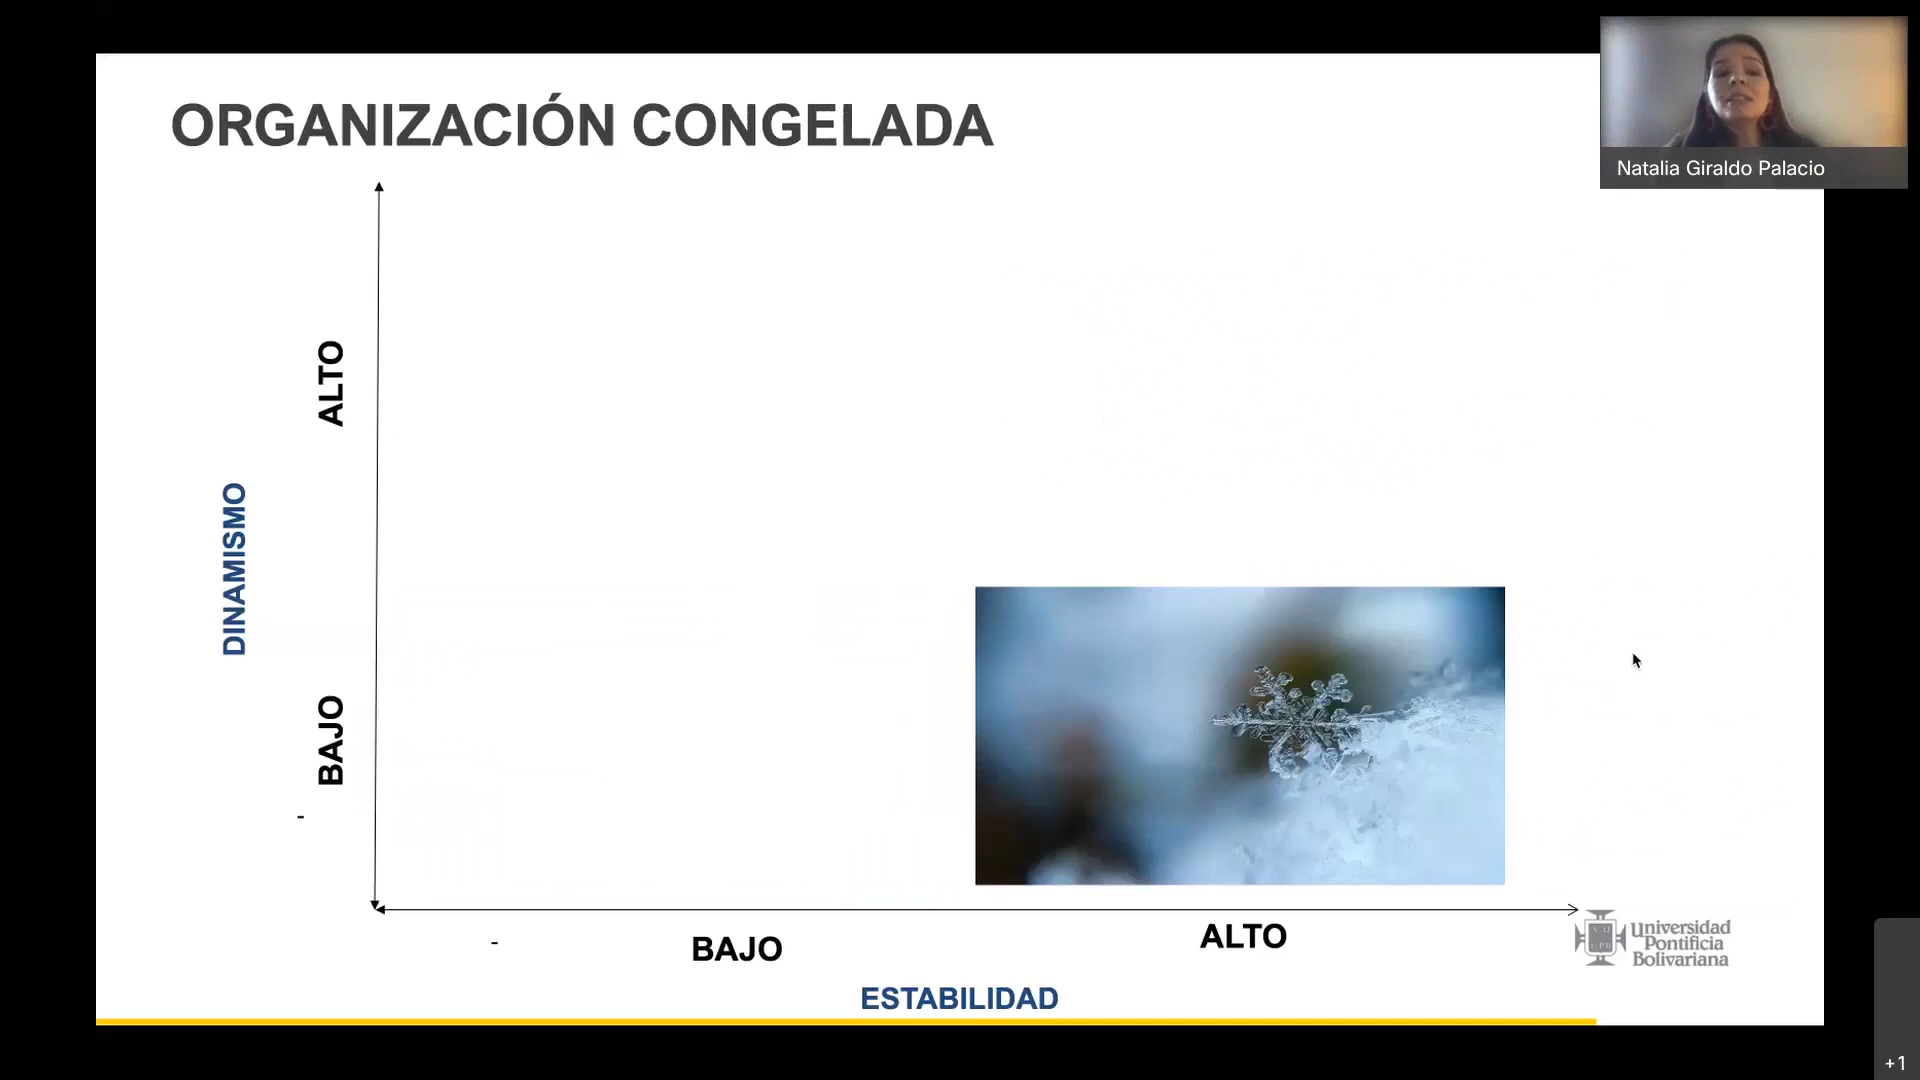 ORGANIZACIÓN CONGELADA
Natalia Giraldo Palacio
ALTO
DINAMISMO
BAJO
-
-
BAJO
ALTO
ESTABILIDAD
Universidad
Pontificia
Bolivariana
+1